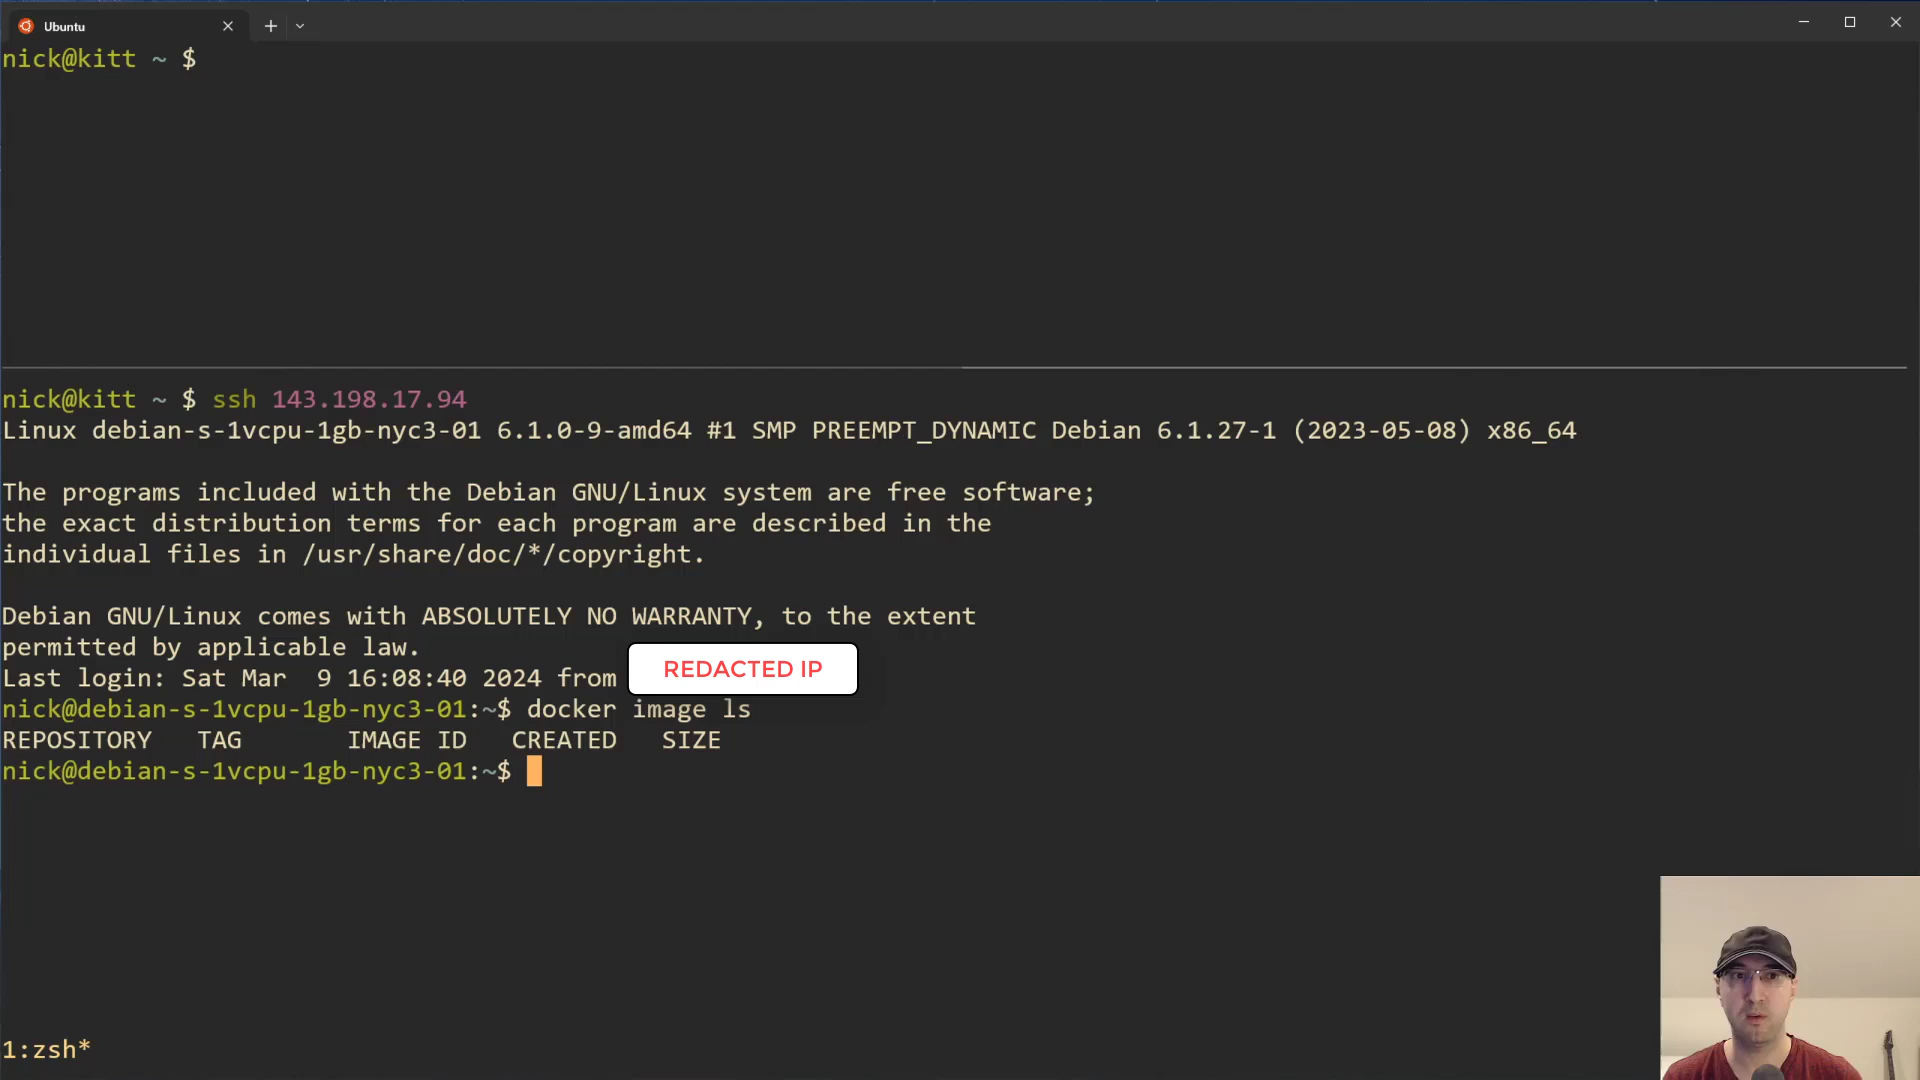 Ubuntu
nick@kitt ~ $
nick@kitt ~ $ ssh 143.198.17.94
Linux debian-s-1vcpu-1gb-nyc3-01 6.1.0-9-amd64 #1 SMP PREEMPT_DYNAMIC Debian 6.1.27-1 (2023-05-08) x86_64
The programs included with the Debian GNU/Linux system are free software;
the exact distribution terms for each program are described in the
individual files in /usr/share/doc/*/copyright.
Debian GNU/Linux comes with ABSOLUTELY NO WARRANTY, to the extent
permitted by applicable law.
Last login: Sat Mar  9 16:08:40 2024 from REDACTED IP
nick@debian-s-1vcpu-1gb-nyc3-01:~$ docker image ls
REPOSITORY   TAG       IMAGE ID   CREATED   SIZE
nick@debian-s-1vcpu-1gb-nyc3-01:~$
1:zsh*